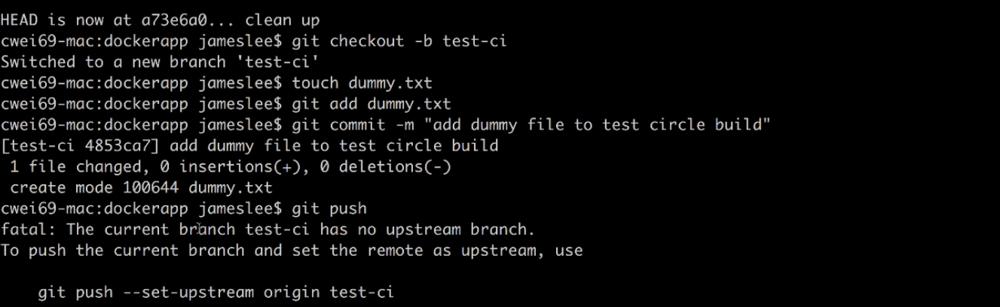 HEAD is now at a73e6a0... clean up
cwei69-mac:dockerapp jameslee$ git checkout -b test-ci
Switched to a new branch 'test-ci'
cwei69-mac:dockerapp jameslee$ touch dummy.txt
cwei69-mac:dockerapp jameslee$ git add dummy.txt
cwei69-mac:dockerapp jameslee$ git commit -m "add dummy file to test circle build"
[test-ci 4853ca7] add dummy file to test circle build
 1 file changed, 0 insertions(+), 0 deletions(-)
 create mode 100644 dummy.txt
cwei69-mac:dockerapp jameslee$ git push
fatal: The current branch test-ci has no upstream branch.
To push the current branch and set the remote as upstream, use

    git push --set-upstream origin test-ci